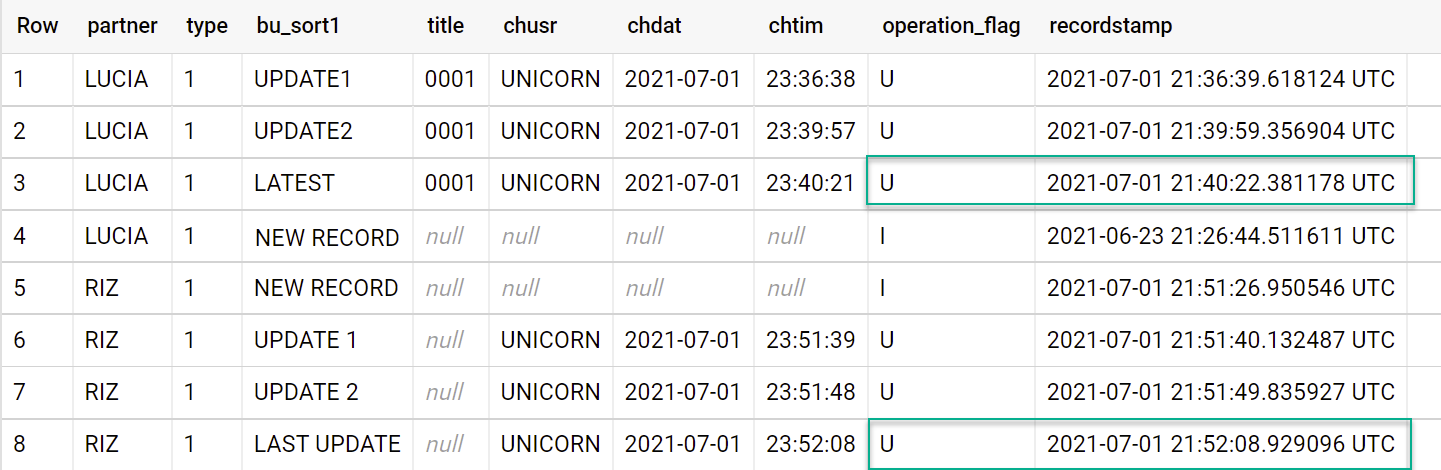 Row partner type bu_sort1 title chusr chdat chtim operation_flag recordstamp
1 LUCIA 1 UPDATE1 0001 UNICORN 2021-07-01 23:36:38 U 2021-07-01 21:36:39.618124 UTC
2 LUCIA 1 UPDATE2 0001 UNICORN 2021-07-01 23:39:57 U 2021-07-01 21:39:59.356904 UTC
3 LUCIA 1 LATEST 0001 UNICORN 2021-07-01 23:40:21 U 2021-07-01 21:40:22.381178 UTC
4 LUCIA 1 NEW RECORD null null null null I 2021-06-23 21:26:44.511611 UTC
5 RIZ 1 NEW RECORD null null null null I 2021-07-01 21:51:26.950546 UTC
6 RIZ 1 UPDATE 1 null UNICORN 2021-07-01 23:51:39 U 2021-07-01 21:51:40.132487 UTC
7 RIZ 1 UPDATE 2 null UNICORN 2021-07-01 23:51:48 U 2021-07-01 21:51:49.835927 UTC
8 RIZ 1 LAST UPDATE null UNICORN 2021-07-01 23:52:08 U 2021-07-01 21:52:08.929096 UTC